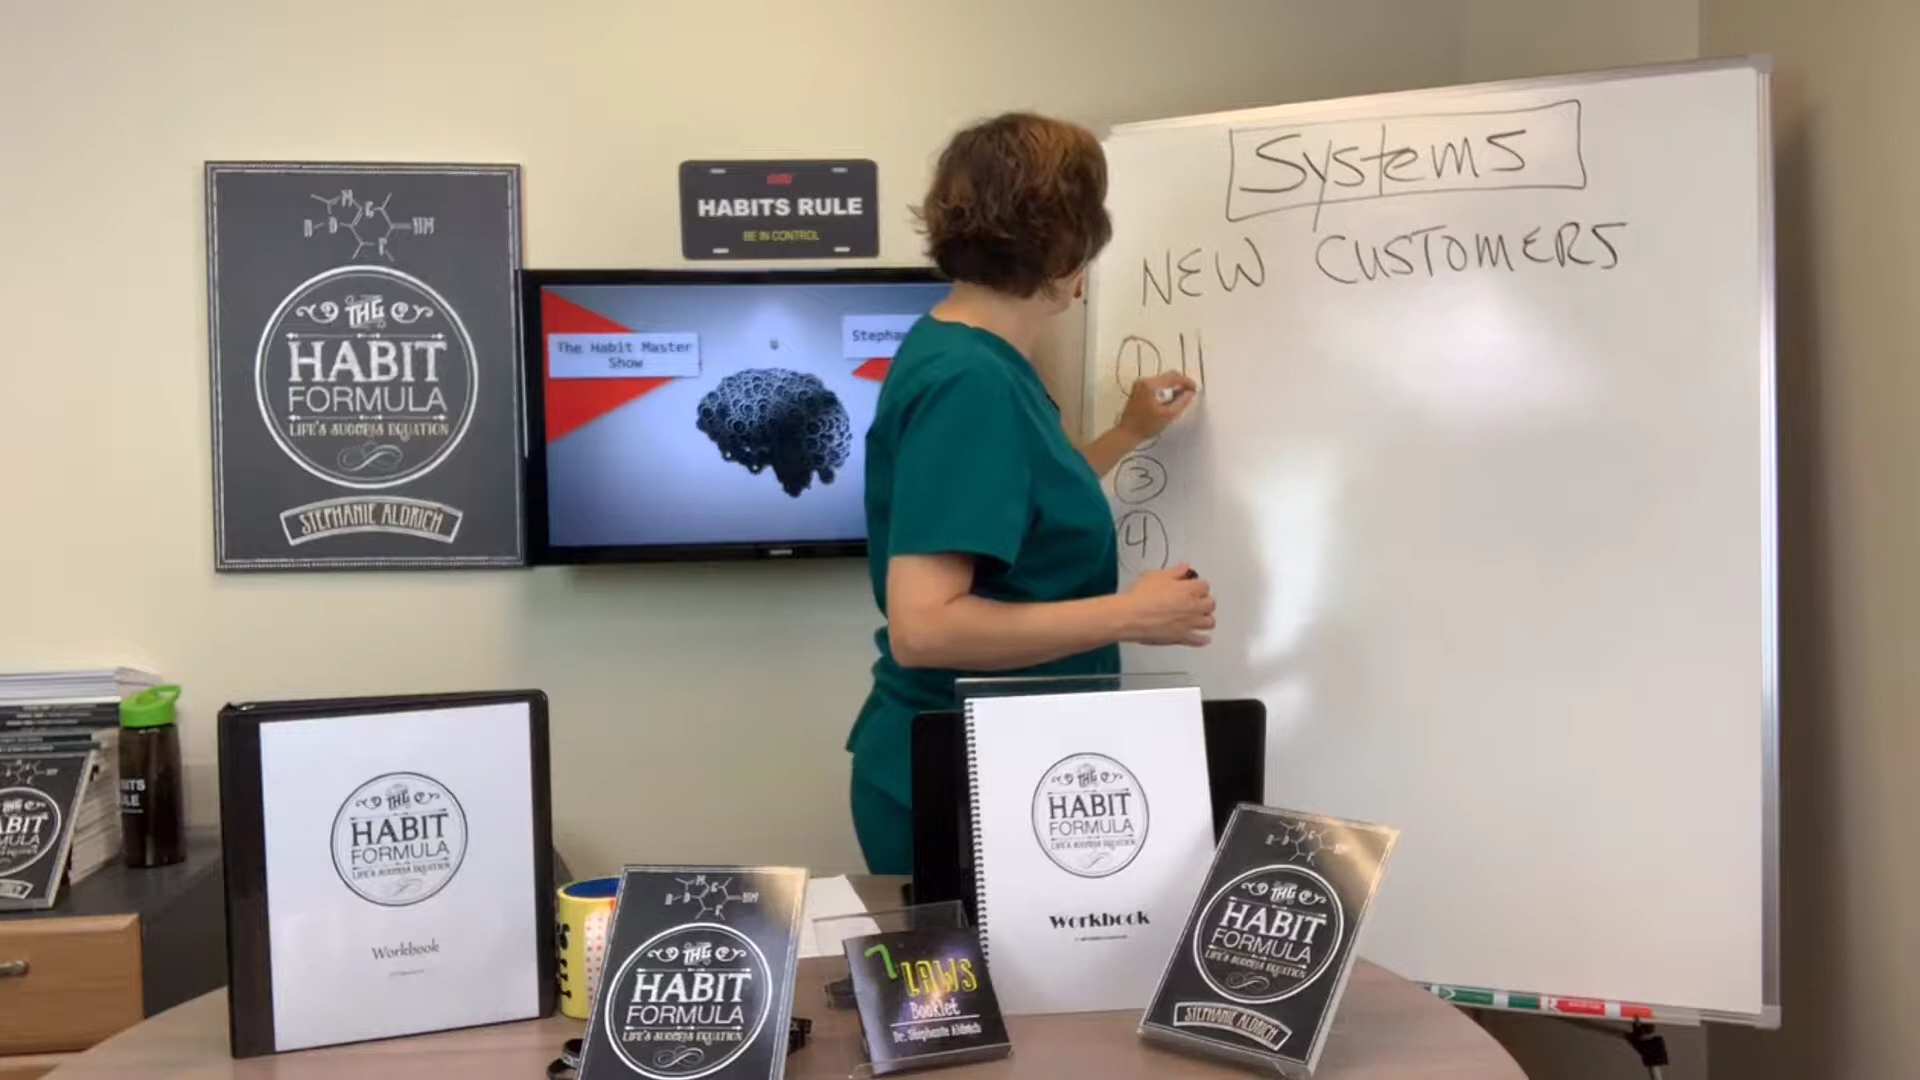 THE
HABIT
FORMULA
LIFE'S SUCCESS EQUATION
STEPHANIE ALDRICH
HABITS RULE
BE IN CONTROL
The Habit Master
Show
Systems
NEW CUSTOMERS
1
3
4
THE
HABIT
FORMULA
LIFE'S SUCCESS EQUATION
Workbook
THE
HABIT
FORMULA
LIFE'S SUCCESS EQUATION
7 LAWS
Booklet
Dr. Stephanie Aldrich
THE
HABIT
FORMULA
LIFE'S SUCCESS EQUATION
Workbook
THE
HABIT
FORMULA
LIFE'S SUCCESS EQUATION
STEPHANIE ALDRICH